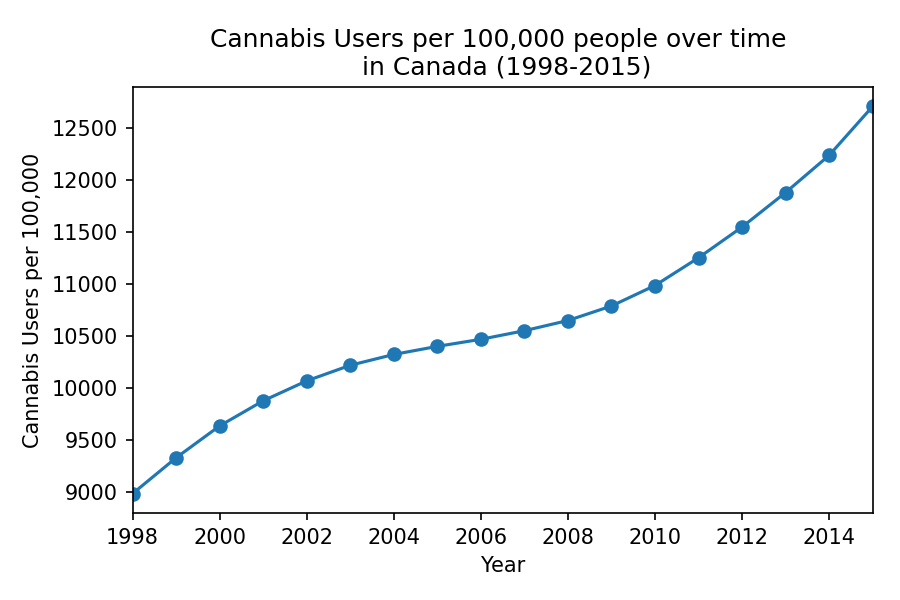 Cannabis Users per 100,000 people over time
in Canada (1998-2015)
12500
12000
11500
11000
10500
10000
9500
9000
Cannabis Users per 100,000
1998 2000 2002 2004 2006 2008 2010 2012 2014
Year